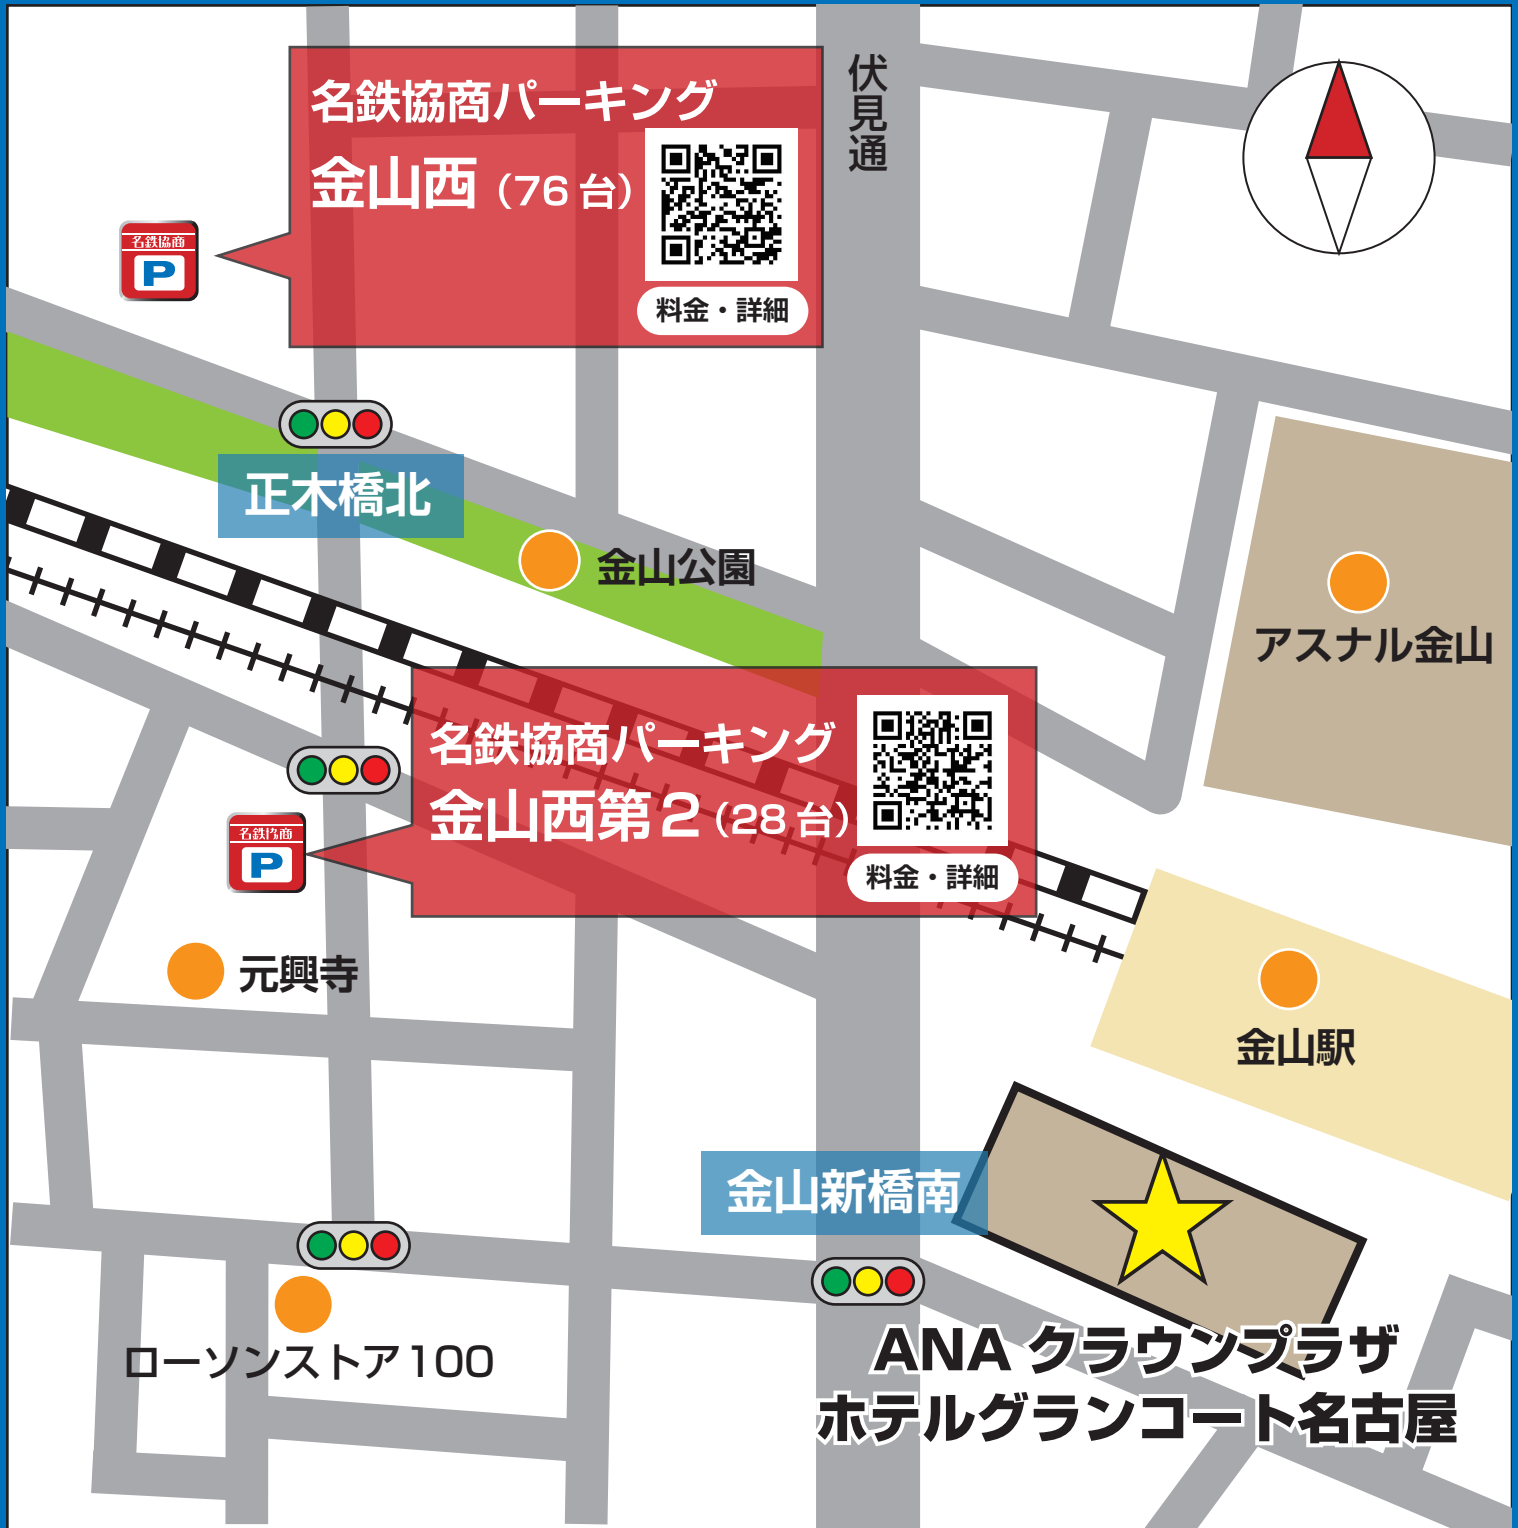 名鉄協商パーキング
金山西（76台）
料金・詳細
伏見通
名鉄協商
P
正木橋北
金山公園
アスナル金山
名鉄協商パーキング
金山西第2（28台）
料金・詳細
名鉄協商
P
元興寺
金山駅
金山新橋南
ローソンストア100
ANA クラウンプラザ
ホテルグランコート名古屋